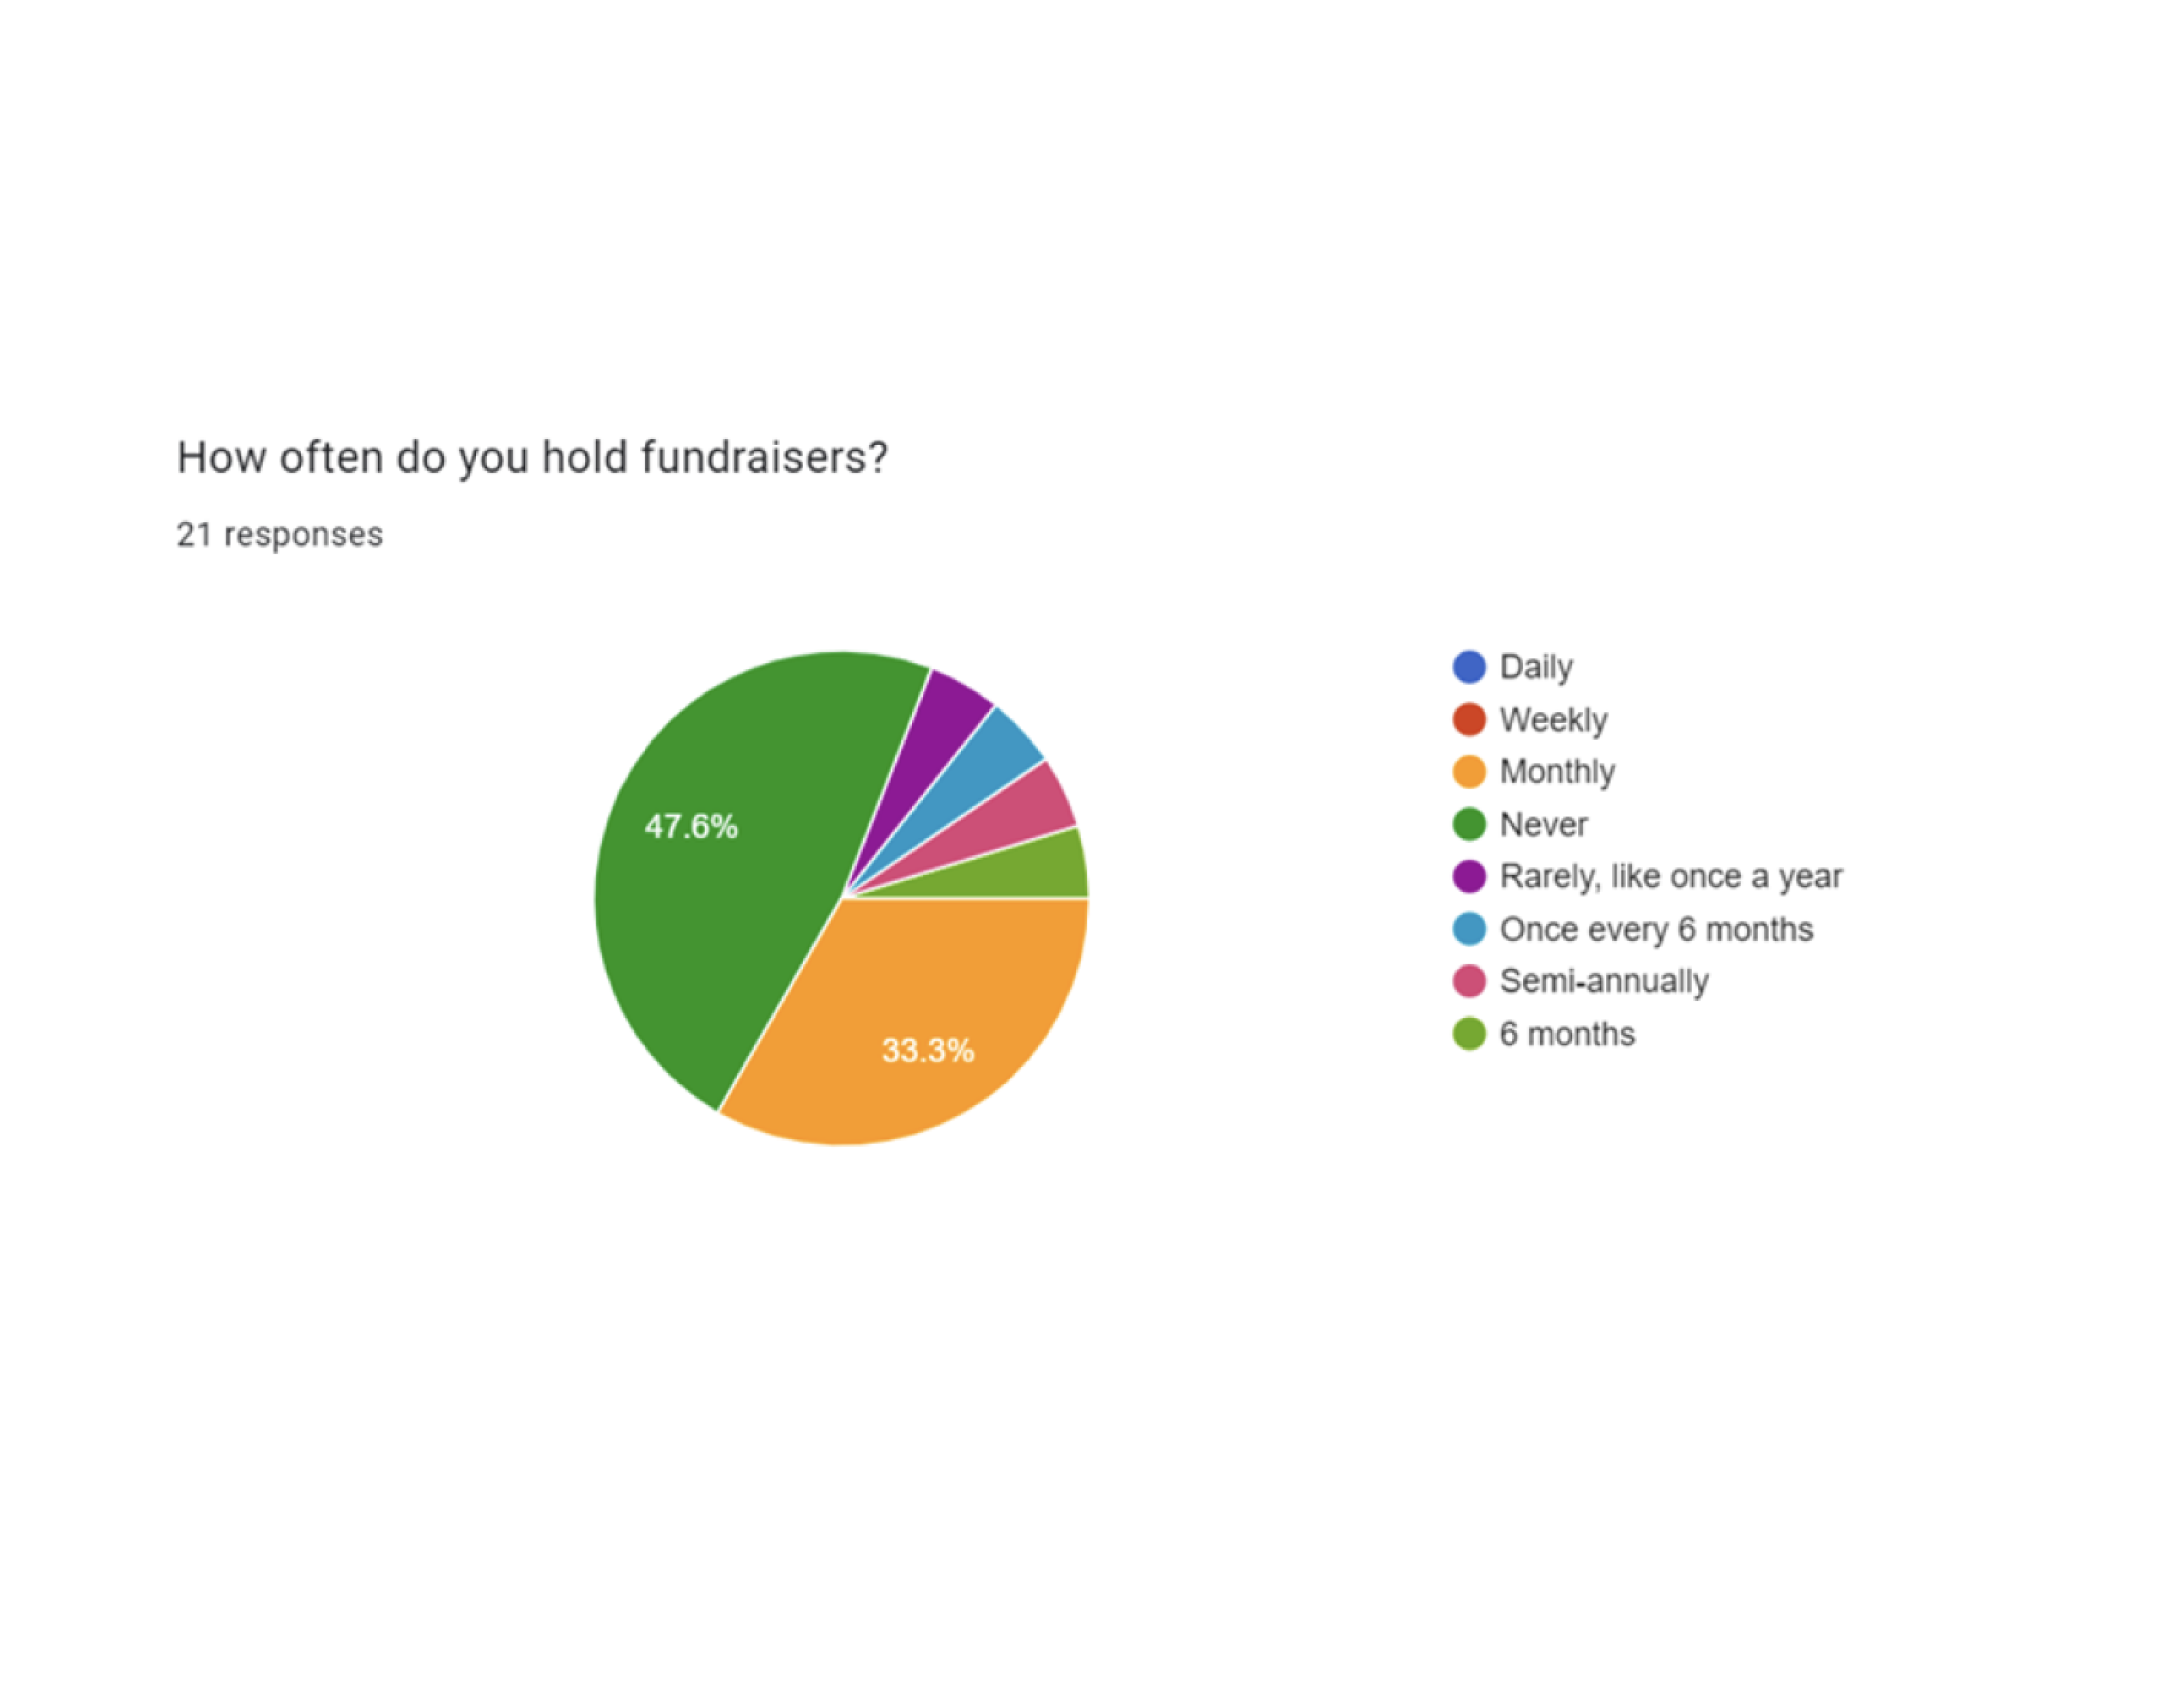 How often do you hold fundraisers?
21 responses
47.6%
33.3%
Daily
Weekly
Monthly
Never
Rarely, like once a year
Once every 6 months
Semi-annually
6 months